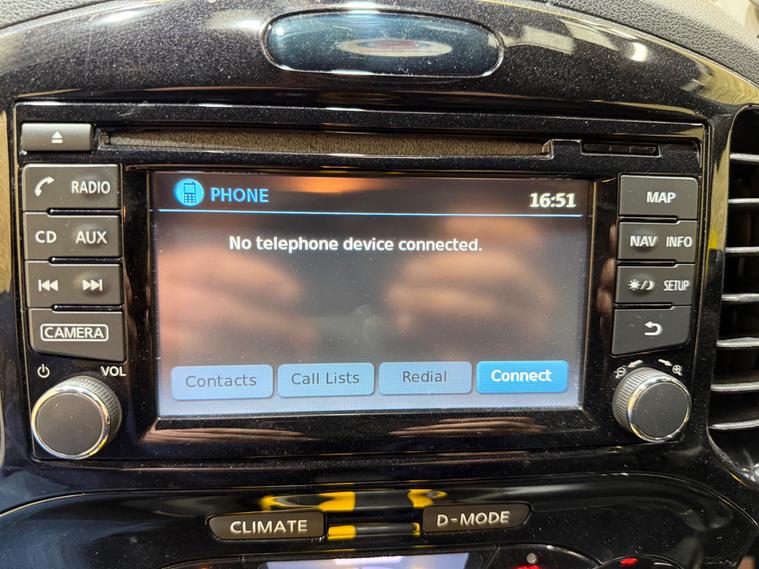 PHONE 16:51
No telephone device connected.
Contacts Call Lists Redial Connect
RADIO
CD AUX
CAMERA
VOL
MAP
NAV INFO
SETUP
CLIMATE D-MODE